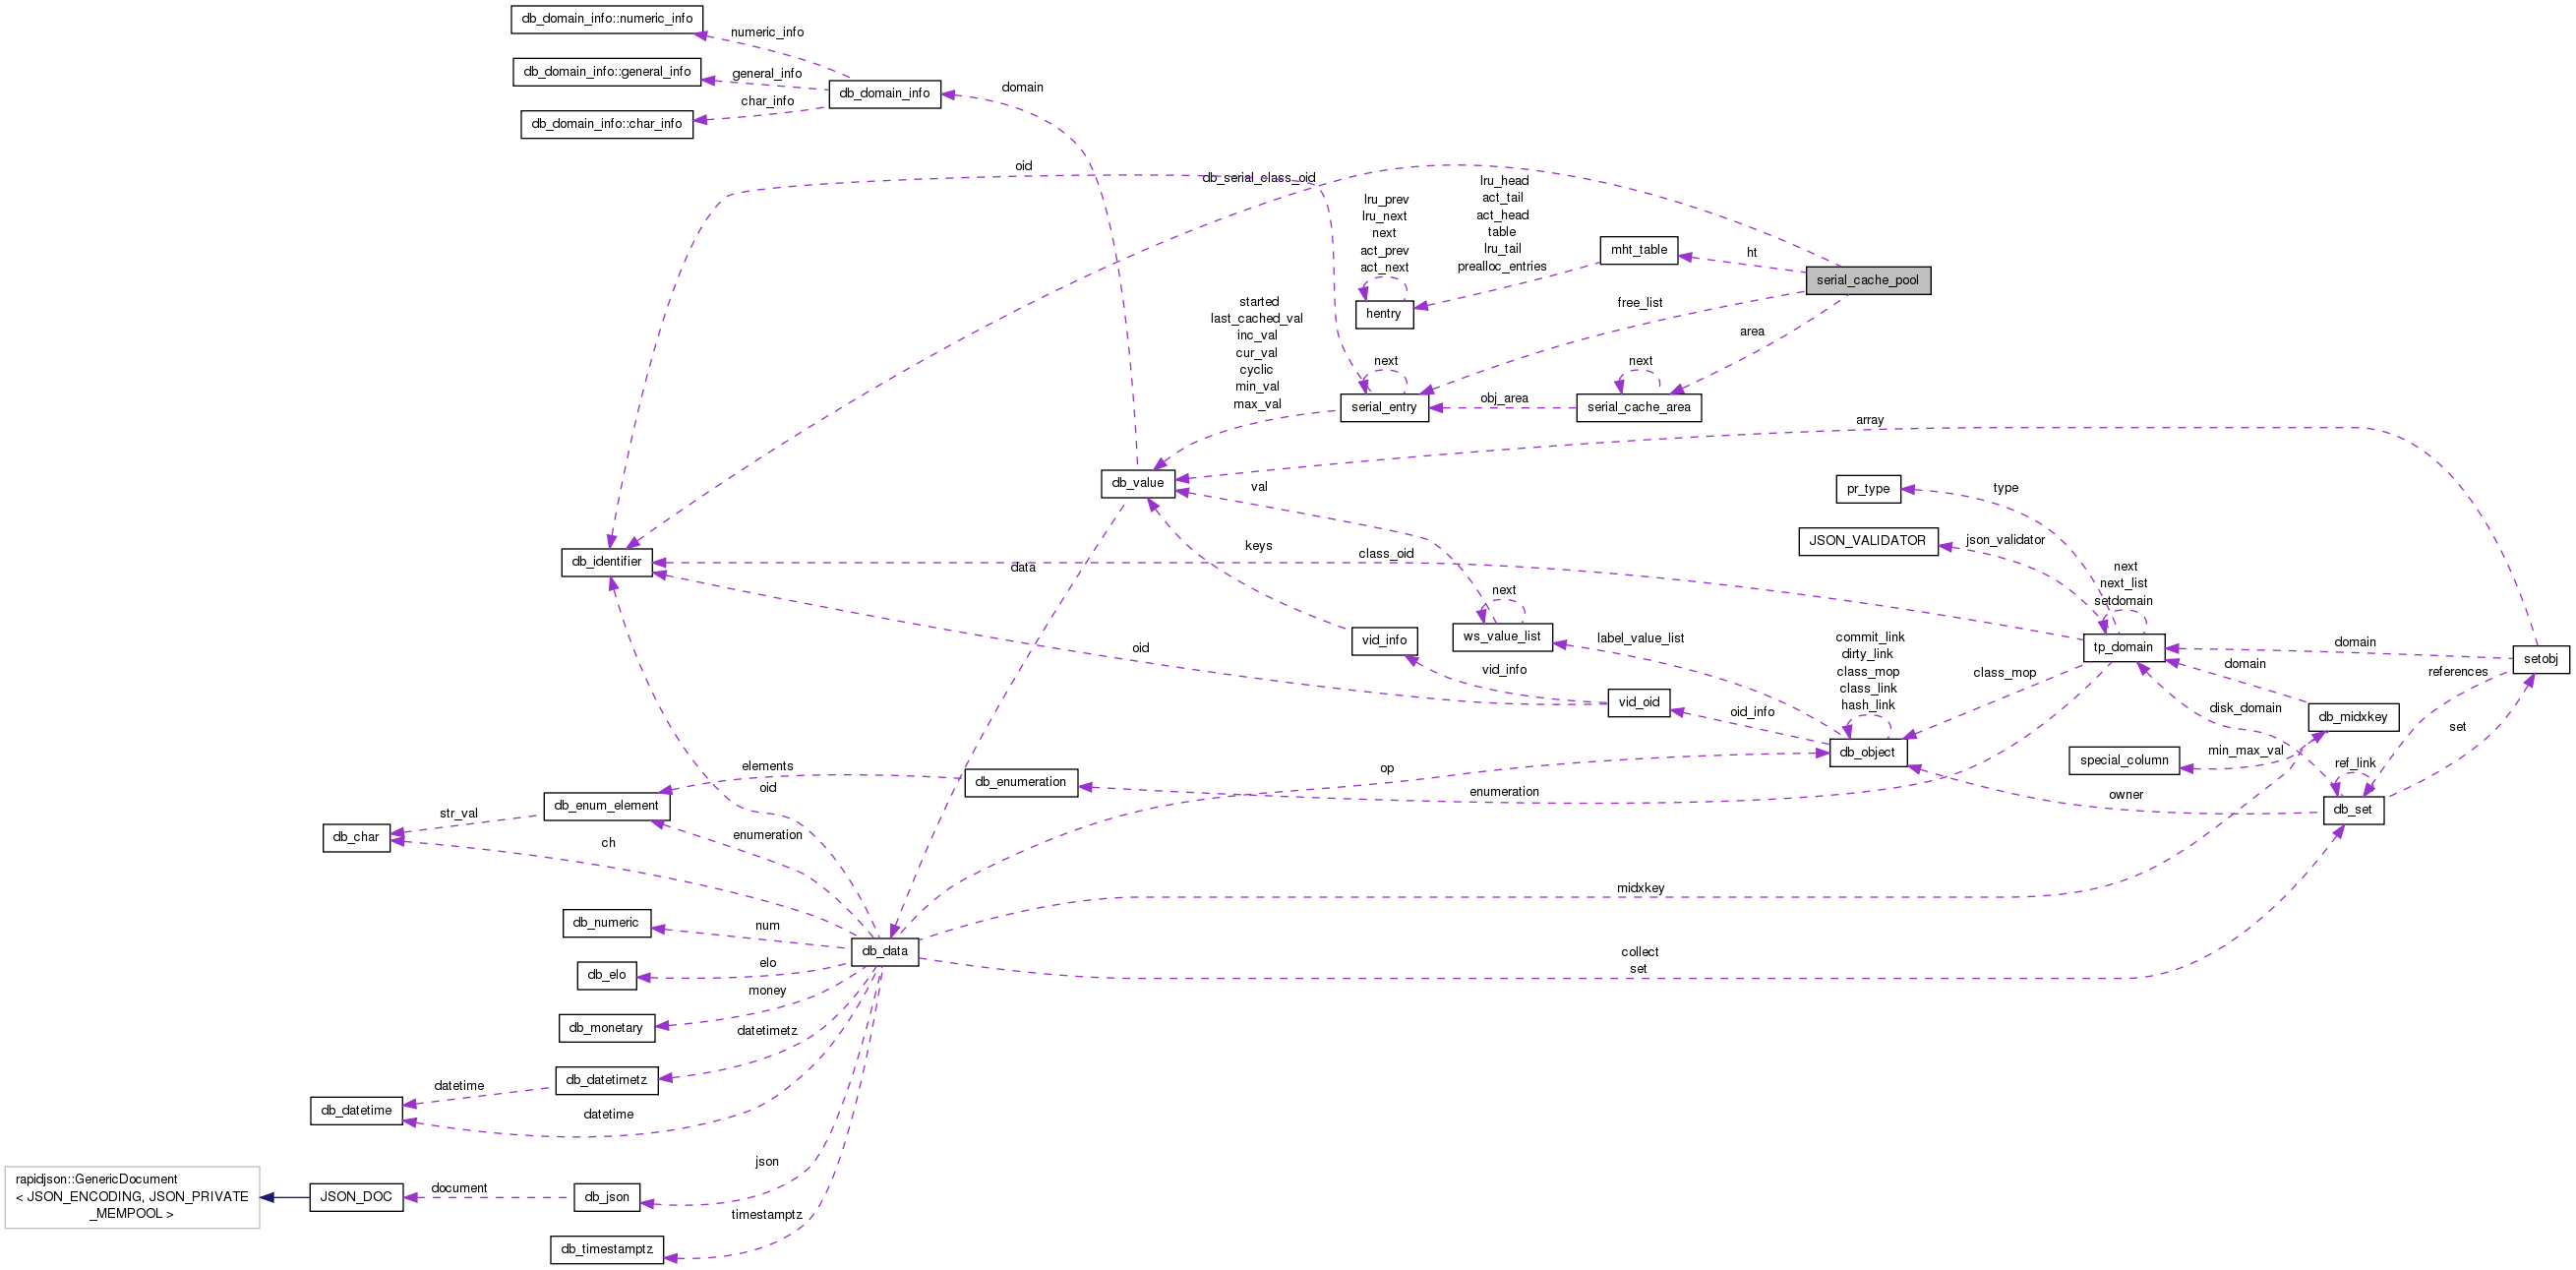 db_domain_info::numeric_info
numeric_info
db_domain_info::general_info
general_info
db_domain_info
domain
char_info
db_domain_info::char_info
oid
db_serial_class_oid
lru_head
act_tail
act_head
table
lru_tail
prealloc_entries
lru_prev
lru_next
next
act_prev
act_next
mht_table
ht
serial_cache_pool
hentry
free_list
area
started
last_cached_val
inc_val
cur_val
cyclic
min_val
max_val
next
next
serial_entry
obj_area
serial_cache_area
array
db_value
val
pr_type
type
JSON_VALIDATOR
json_validator
keys
class_oid
db_identifier
data
next
next
next_list
setdomain
oid
vid_info
ws_value_list
label_value_list
commit_link
dirty_link
class_mop
class_link
hash_link
tp_domain
domain
setobj
domain
references
class_mop
vid_info
vid_oid
oid_info
disk_domain
db_midxkey
set
db_object
special_column
min_max_val
ref_link
elements
oid
db_enumeration
op
enumeration
owner
db_set
db_enum_element
str_val
db_char
enumeration
ch
midxkey
db_numeric
num
db_data
collect
set
db_elo
elo
money
db_monetary
datetimetz
db_datetimetz
datetime
db_datetime
datetime
json
rapidjson::GenericDocument
< JSON_ENCODING, JSON_PRIVATE
_MEMPOOL >
JSON_DOC
document
db_json
timestamptz
db_timestamptz